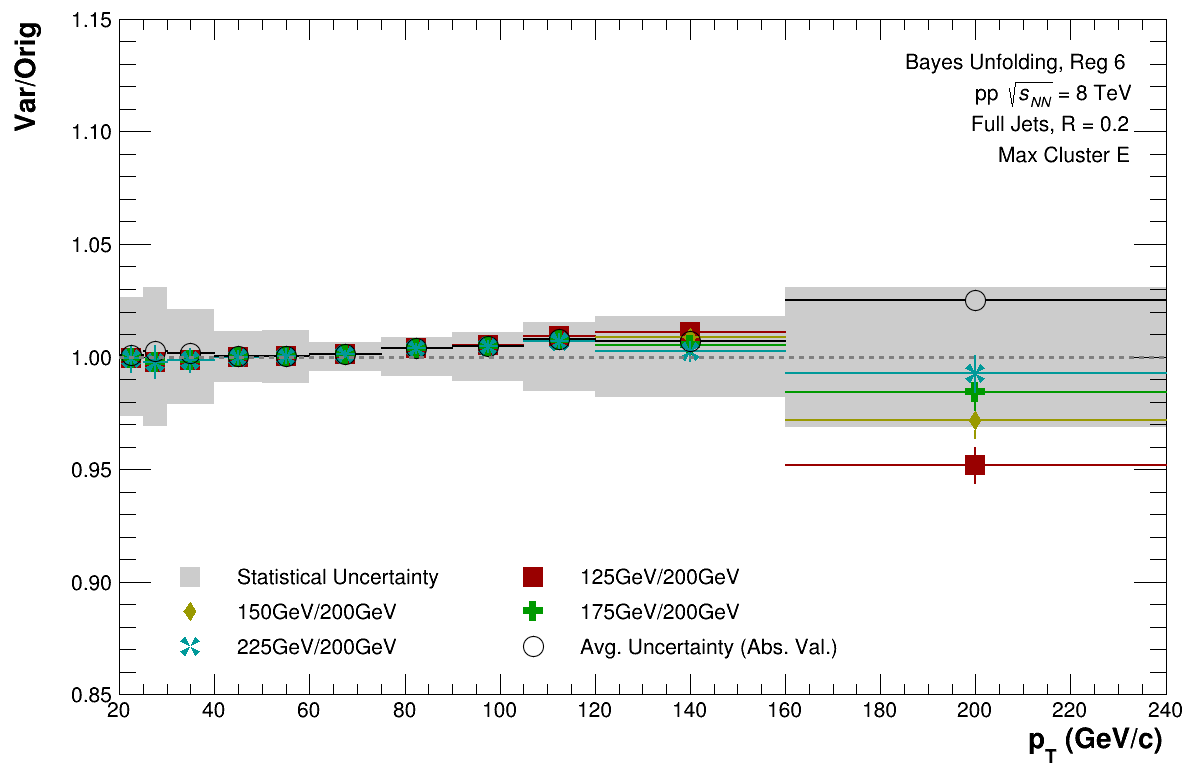 Var/Orig
1.15
1.10
1.05
1.00
0.95
0.90
0.85
Bayes Unfolding, Reg 6
pp √sNN = 8 TeV
Full Jets, R = 0.2
Max Cluster E
Statistical Uncertainty
125GeV/200GeV
150GeV/200GeV
175GeV/200GeV
225GeV/200GeV
Avg. Uncertainty (Abs. Val.)
20 40 60 80 100 120 140 160 180 200 220 240
pT (GeV/c)